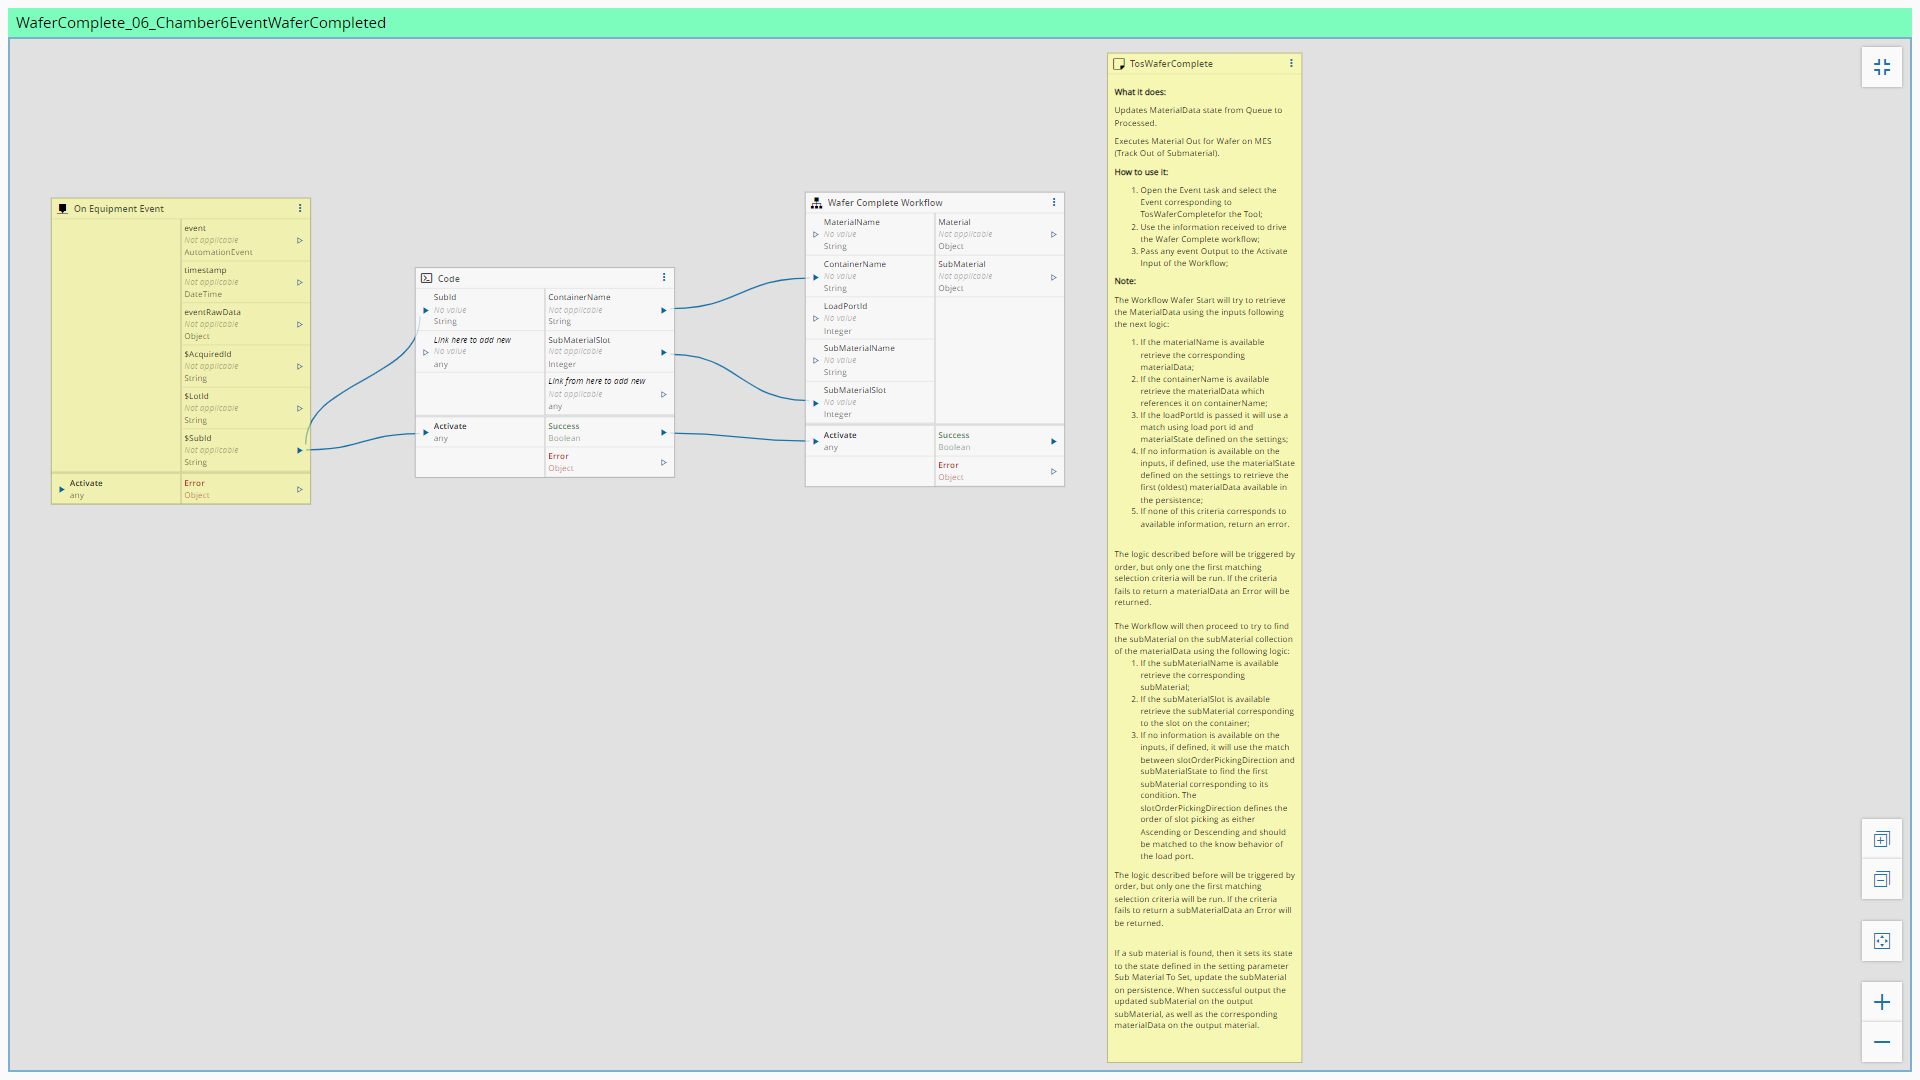 WaferComplete_06_Chamber6EventWaferCompleted
On Equipment Event
event
Not applicable
AutomationEvent
timestamp
Not applicable
DateTime
eventRawData
Not applicable
Object
$AcquiredId
Not applicable
String
$LotId
Not applicable
String
$SubId
Not applicable
String
Activate
any
Error
Object
Code
SubId
No value
String
Link here to add new
No value
any
ContainerName
Not applicable
String
SubMaterialSlot
Not applicable
Integer
Link from here to add new
Not applicable
any
Activate
any
Success
Boolean
Error
Object
Wafer Complete Workflow
MaterialName
No value
String
ContainerName
No value
String
LoadPortId
No value
Integer
SubMaterialName
No value
String
SubMaterialSlot
No value
Integer
Material
Not applicable
Object
SubMaterial
Not applicable
Object
Activate
any
Success
Boolean
Error
Object
TosWaferComplete
What it does:
Updates MaterialData state from Queue to
Processed.
Executes Material Out for Wafer on MES
(Track Out of Submaterial).
How to use it:
1. Open the Event task and select the
Event corresponding to
TosWaferCompletefor the Tool;
2. Use the information received to drive
the Wafer Complete workflow;
3. Pass any event Output to the Activate
Input of the Workflow;
Note:
The Workflow Wafer Start will try to retrieve
the MaterialData using the inputs following
the next logic:
1. If the materialName is available
retrieve the corresponding
materialData;
2. If the containerName is available
retrieve the materialData which
references it on containerName;
3. If the loadPortId is passed it will use a
match using load port id and
materialState defined on the settings;
4. If no information is available on the
inputs, if defined, use the materialState
defined on the settings to retrieve the
first (oldest) materialData available in
the persistence;
5. If none of this criteria corresponds to
available information, return an error.
The logic described before will be triggered by
order, but only one the first matching
selection criteria will be run. If the criteria
fails to return a materialData an Error will be
returned.
The Workflow will then proceed to try to find
the subMaterial on the subMaterial collection
of the materialData using the following logic:
1. If the subMaterialName is available
retrieve the corresponding
subMaterial;
2. If the subMaterialSlot is available
retrieve the subMaterial corresponding
to the slot on the container;
3. If no information is available on the
inputs, if defined, it will use the match
between slotOrderPickingDirection and
subMaterialState to find the first
subMaterial corresponding to its
condition. The
slotOrderPickingDirection defines the
order of slot picking as either
Ascending or Descending and should
be matched to the know behavior of
the load port.
The logic described before will be triggered by
order, but only one the first matching
selection criteria will be run. If the criteria
fails to return a subMaterialData an Error will
be returned.
If a sub material is found, then it sets its state
to the state defined in the setting parameter
Sub Material To Set, update the subMaterial
on persistence. When successful output the
updated subMaterial on the output
subMaterial, as well as the corresponding
materialData on the output material.